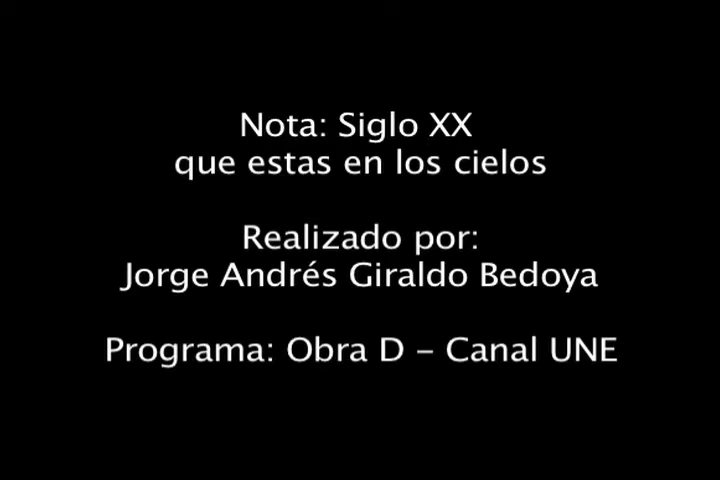 Nota: Siglo XX
que estas en los cielos
Realizado por:
Jorge Andrés Giraldo Bedoya
Programa: Obra D – Canal UNE